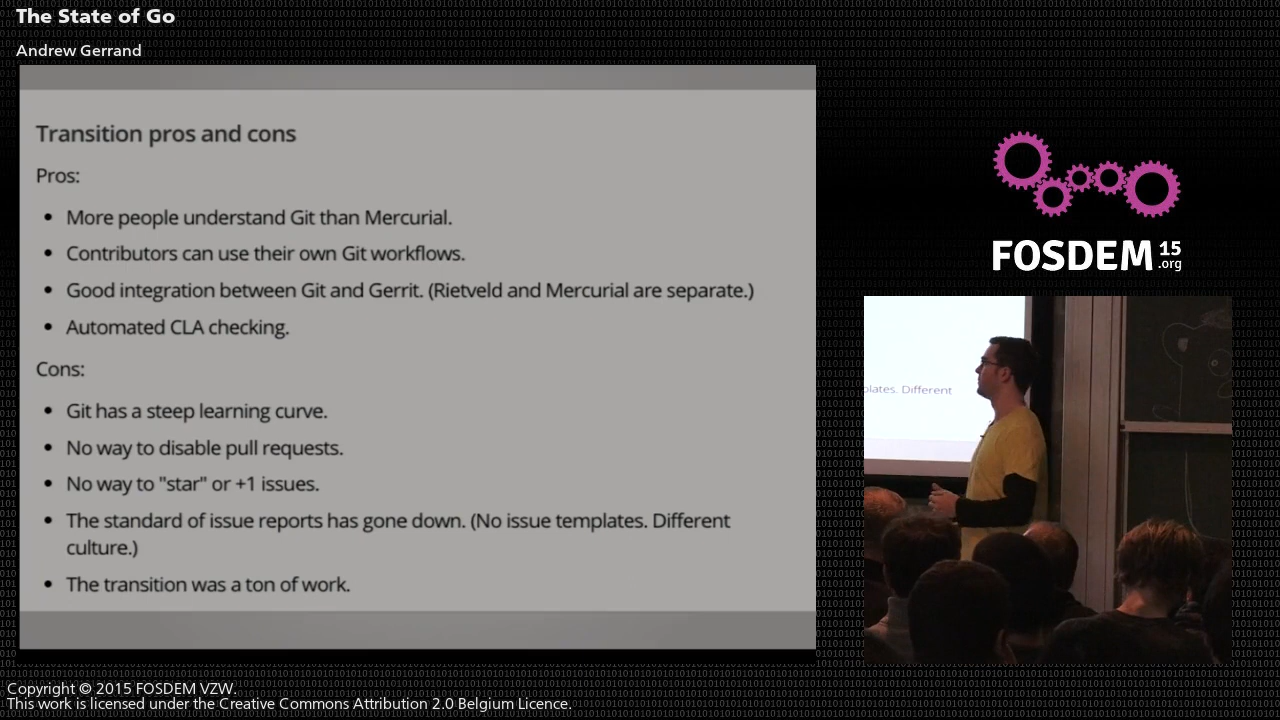 The State of Go
Andrew Gerrand
Transition pros and cons
Pros:
• More people understand Git than Mercurial.
• Contributors can use their own Git workflows.
• Good integration between Git and Gerrit. (Rietveld and Mercurial are separate.)
• Automated CLA checking.
Cons:
• Git has a steep learning curve.
• No way to disable pull requests.
• No way to "star" or +1 issues.
• The standard of issue reports has gone down. (No issue templates. Different
culture.)
• The transition was a ton of work.
FOSDEM 15
.org
plates. Different
Copyright © 2015 FOSDEM VZW.
This work is licensed under the Creative Commons Attribution 2.0 Belgium Licence.